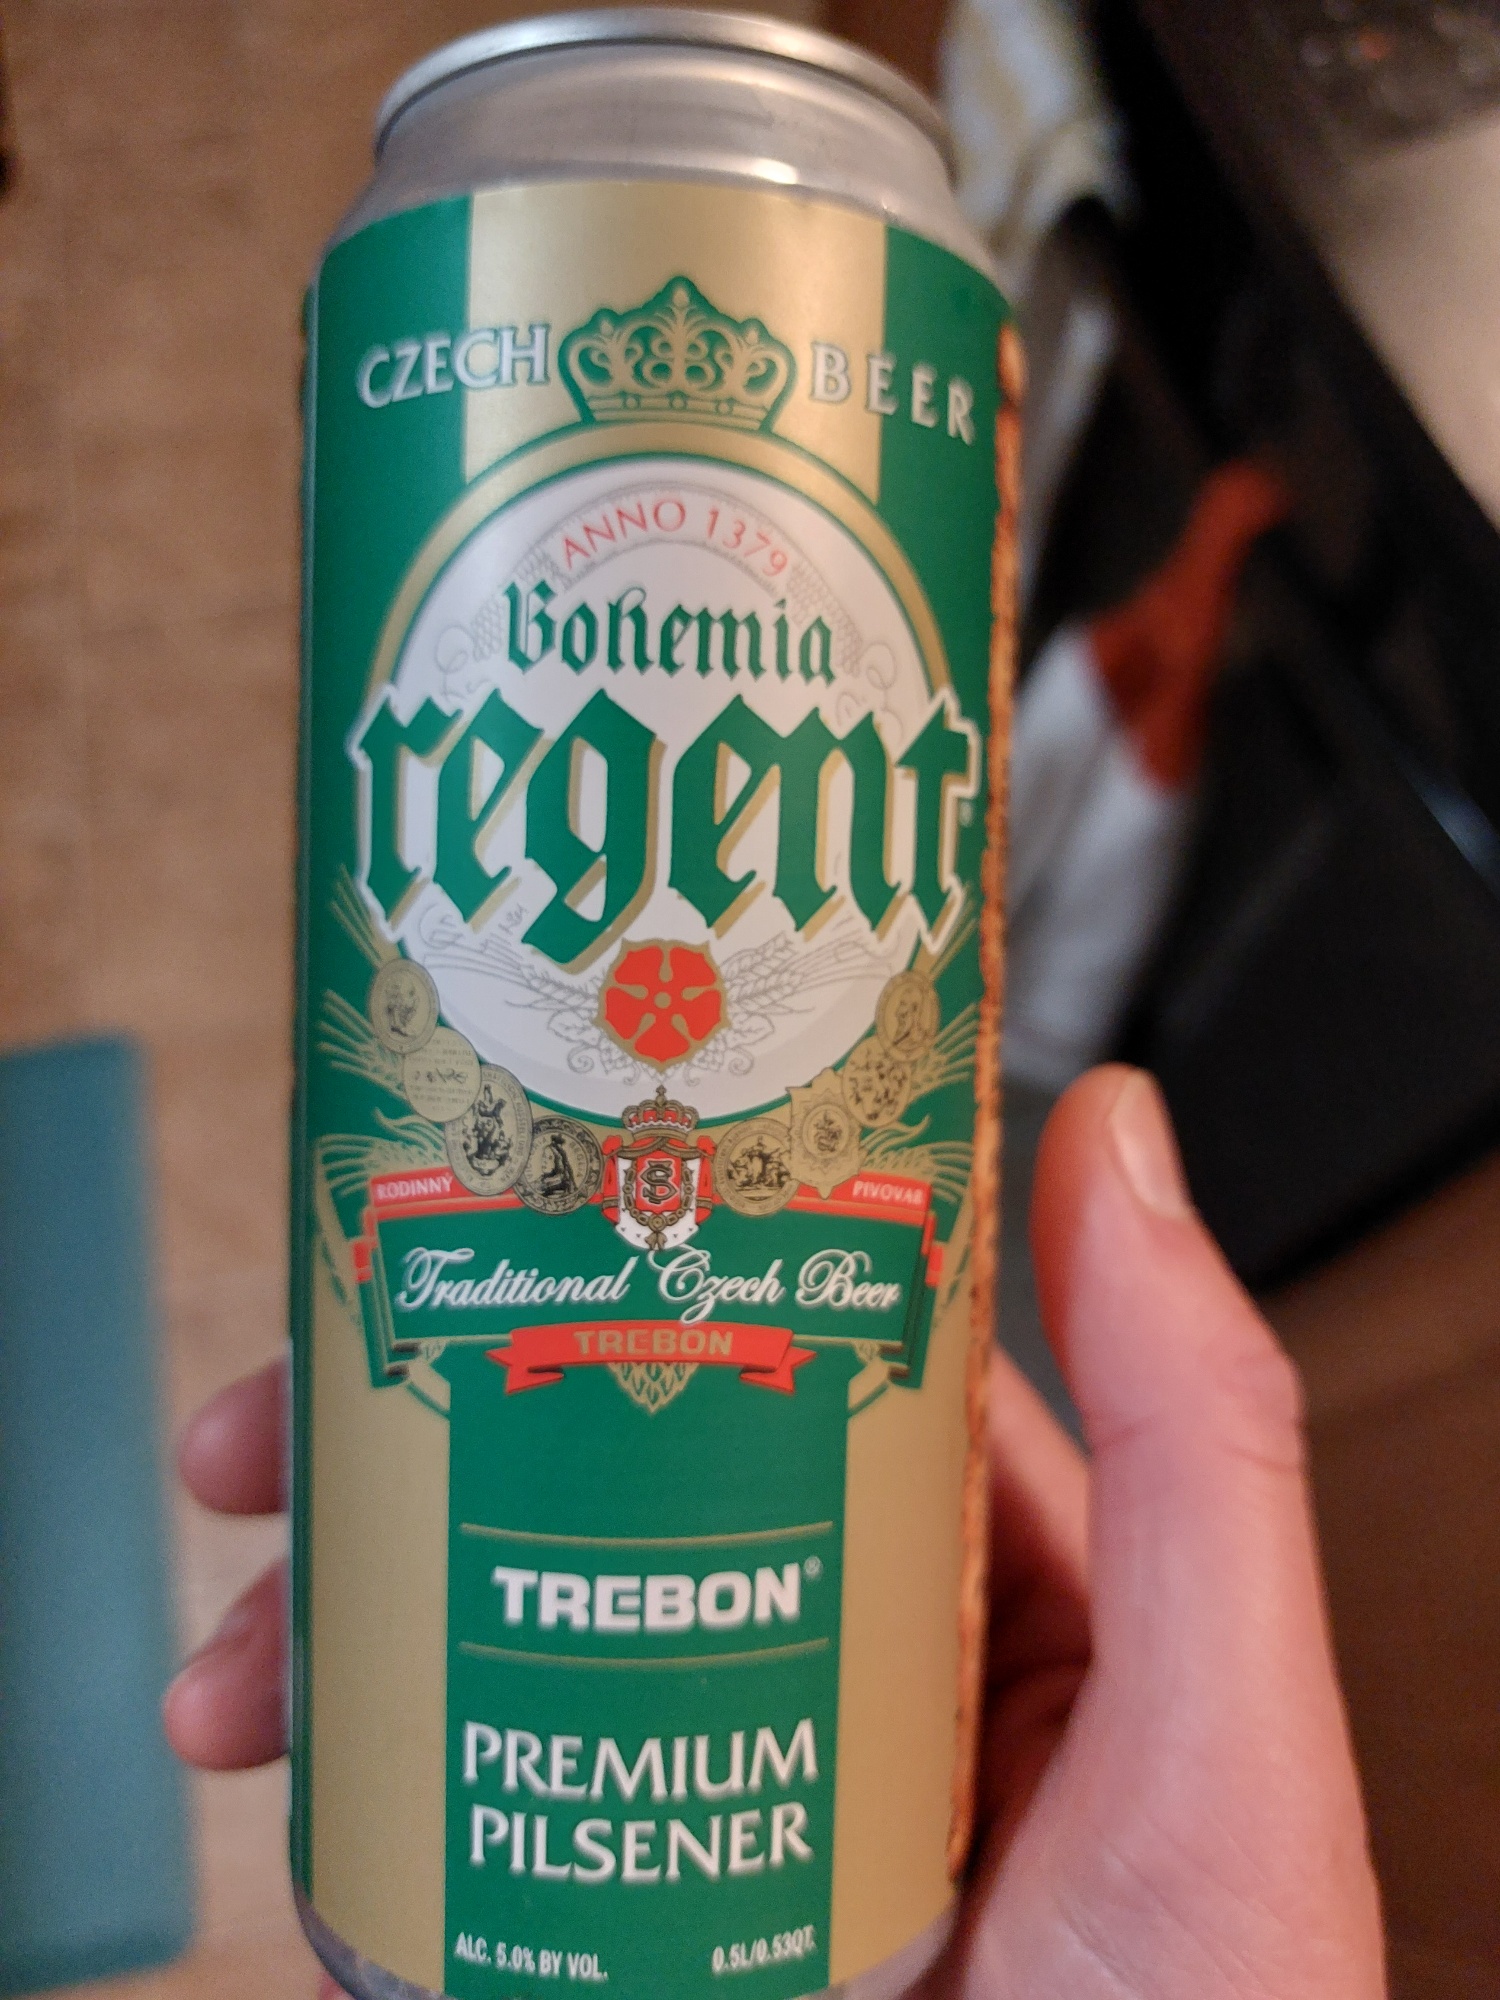 CZECH BEER
ANNO 1379
Bohemia
regent
RODINNÝ PIVOVAR
Traditional Czech Beer
TREBON
TREBON®
PREMIUM
PILSENER
ALC. 5.0% BY VOL. 0.5L/0.53QT.